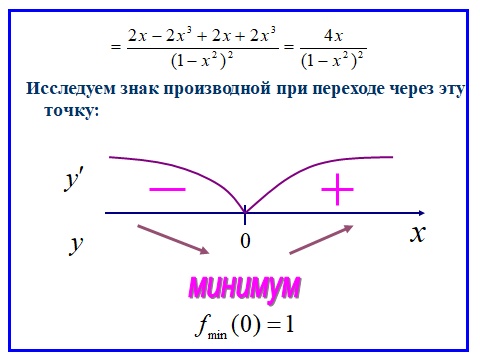 = (2x − 2x³ + 2x + 2x³)/(1 − x²)² = 4x/(1 − x²)²
Исследуем знак производной при переходе через эту
точку:
y′ − +
0
y x
минимум
f_min (0) = 1